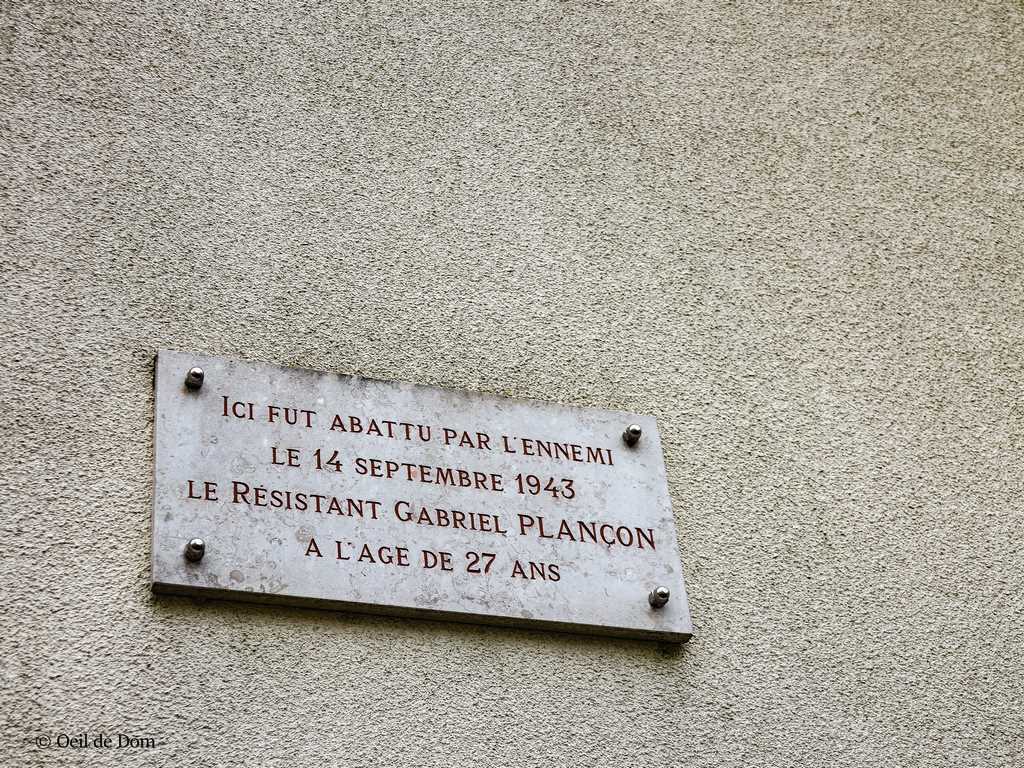 Ici fut abattu par l'ennemi
le 14 septembre 1943
le Résistant Gabriel PLANÇON
a l'age de 27 ans
© Oeil de Dom